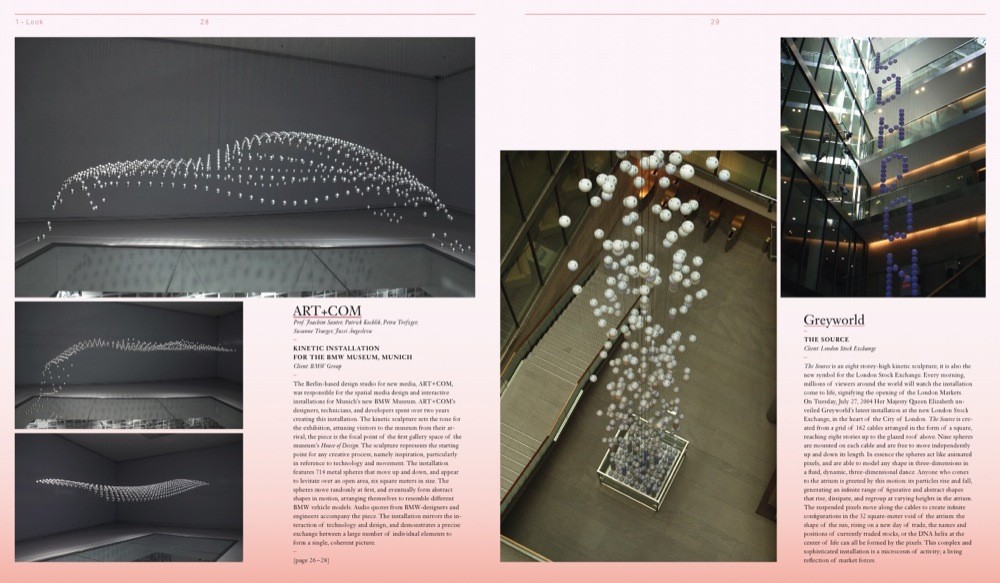 1 - Look
28
29
ART+COM
Prof. Joachim Sauter, Patrick Kochlik, Petra Trefzger,
Susanne Traeger, Jussi Ängeslevä
KINETIC INSTALLATION
FOR THE BMW MUSEUM, MUNICH
Client: BMW Group
The Berlin-based design studio for new media, ART+COM,
was responsible for the spatial media design and interactive
installations for Munich's new BMW Museum. ART+COM's
designers, technicians, and developers spent over two years
creating this installation. The kinetic sculpture sets the tone for
the exhibition, attuning visitors to the museum from their ar-
rival, the piece is the focal point of the first gallery space of the
museum's House of Design. The sculpture represents the starting
point for any creative process, namely inspiration, particularly
in reference to technology and movement. The installation
features 714 metal spheres that move up and down, and appear
to levitate over an open area, six square meters in size. The
spheres move randomly at first, and eventually form abstract
shapes in motion, arranging themselves to resemble different
BMW vehicle models. Audio quotes from BMW-designers and
engineers accompany the piece. The installation mirrors the in-
teraction of technology and design, and demonstrates a precise
exchange between a large number of individual elements to
form a single, coherent picture.
[page 26–28]
Greyworld
THE SOURCE
Client: London Stock Exchange
The Source is an eight storey-high kinetic sculpture; it is also the
new symbol for the London Stock Exchange. Every morning,
millions of viewers around the world will watch the installation
come to life, signifying the opening of the London Markets.
On Tuesday, July 27, 2004 Her Majesty Queen Elizabeth un-
veiled Greyworld's latest installation at the new London Stock
Exchange, in the heart of the City of London. The Source is cre-
ated from a grid of 162 cables arranged in the form of a square,
reaching eight stories up to the glazed roof above. Nine spheres
are mounted on each cable and are free to move independently
up and down its length. In essence the spheres act like animated
pixels, and are able to model any shape in three-dimensions in
a fluid, dynamic, three-dimensional dance. Anyone who comes
to the atrium is greeted by this motion: its particles rise and fall,
generating an infinite range of figurative and abstract shapes
that rise, dissipate, and regroup at varying heights in the atrium.
The suspended pixels move along the cables to create infinite
configurations in the 32 square-meter void of the atrium: the
shape of the sun, rising on a new day of trade, the names and
positions of currently traded stocks, or the DNA helix at the
center of life can all be formed by the pixels. This complex and
sophisticated installation is a microcosm of activity; a living
reflection of market forces.